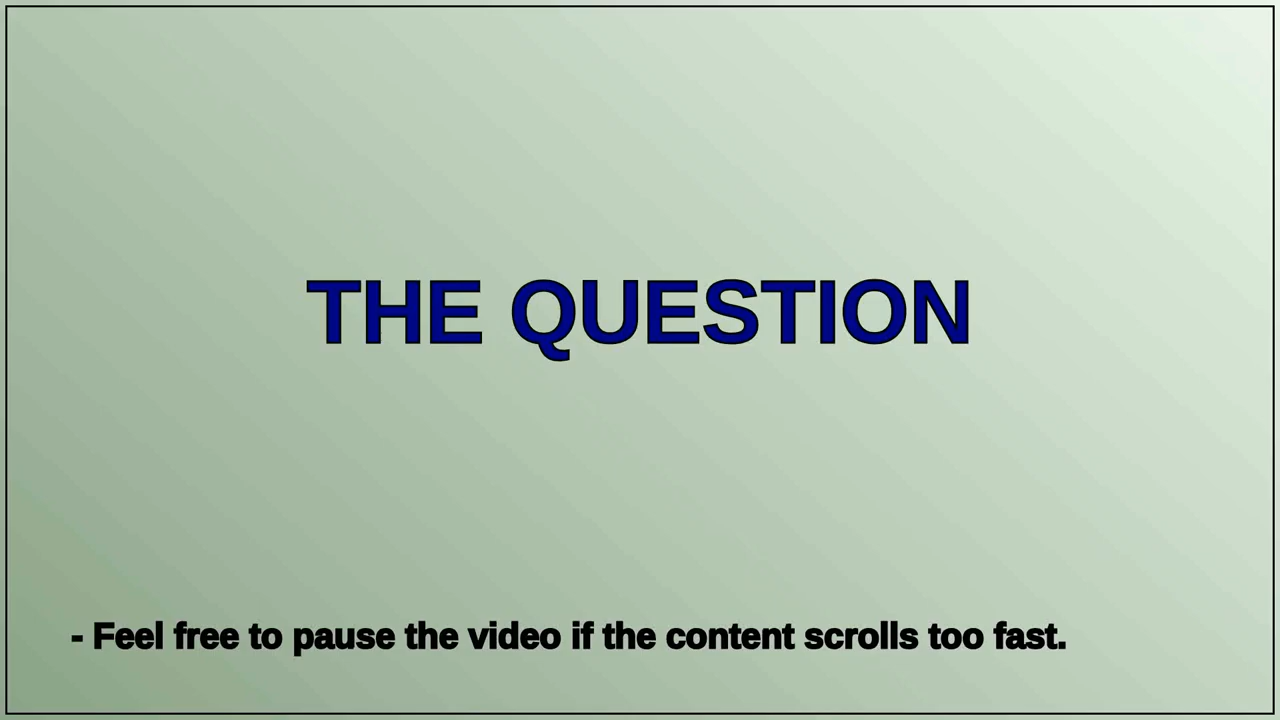 THE QUESTION
- Feel free to pause the video if the content scrolls too fast.